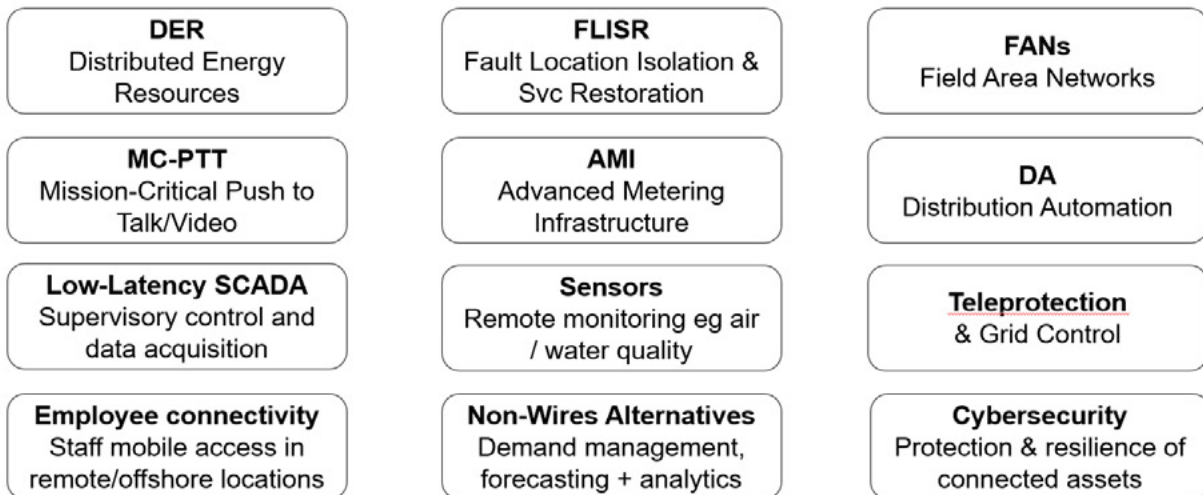 DER
Distributed Energy
Resources
FLISR
Fault Location Isolation &
Svc Restoration
FANs
Field Area Networks
MC-PTT
Mission-Critical Push to
Talk/Video
AMI
Advanced Metering
Infrastructure
DA
Distribution Automation
Low-Latency SCADA
Supervisory control and
data acquisition
Sensors
Remote monitoring eg air
/ water quality
Teleprotection
& Grid Control
Employee connectivity
Staff mobile access in
remote/offshore locations
Non-Wires Alternatives
Demand management,
forecasting + analytics
Cybersecurity
Protection & resilience of
connected assets